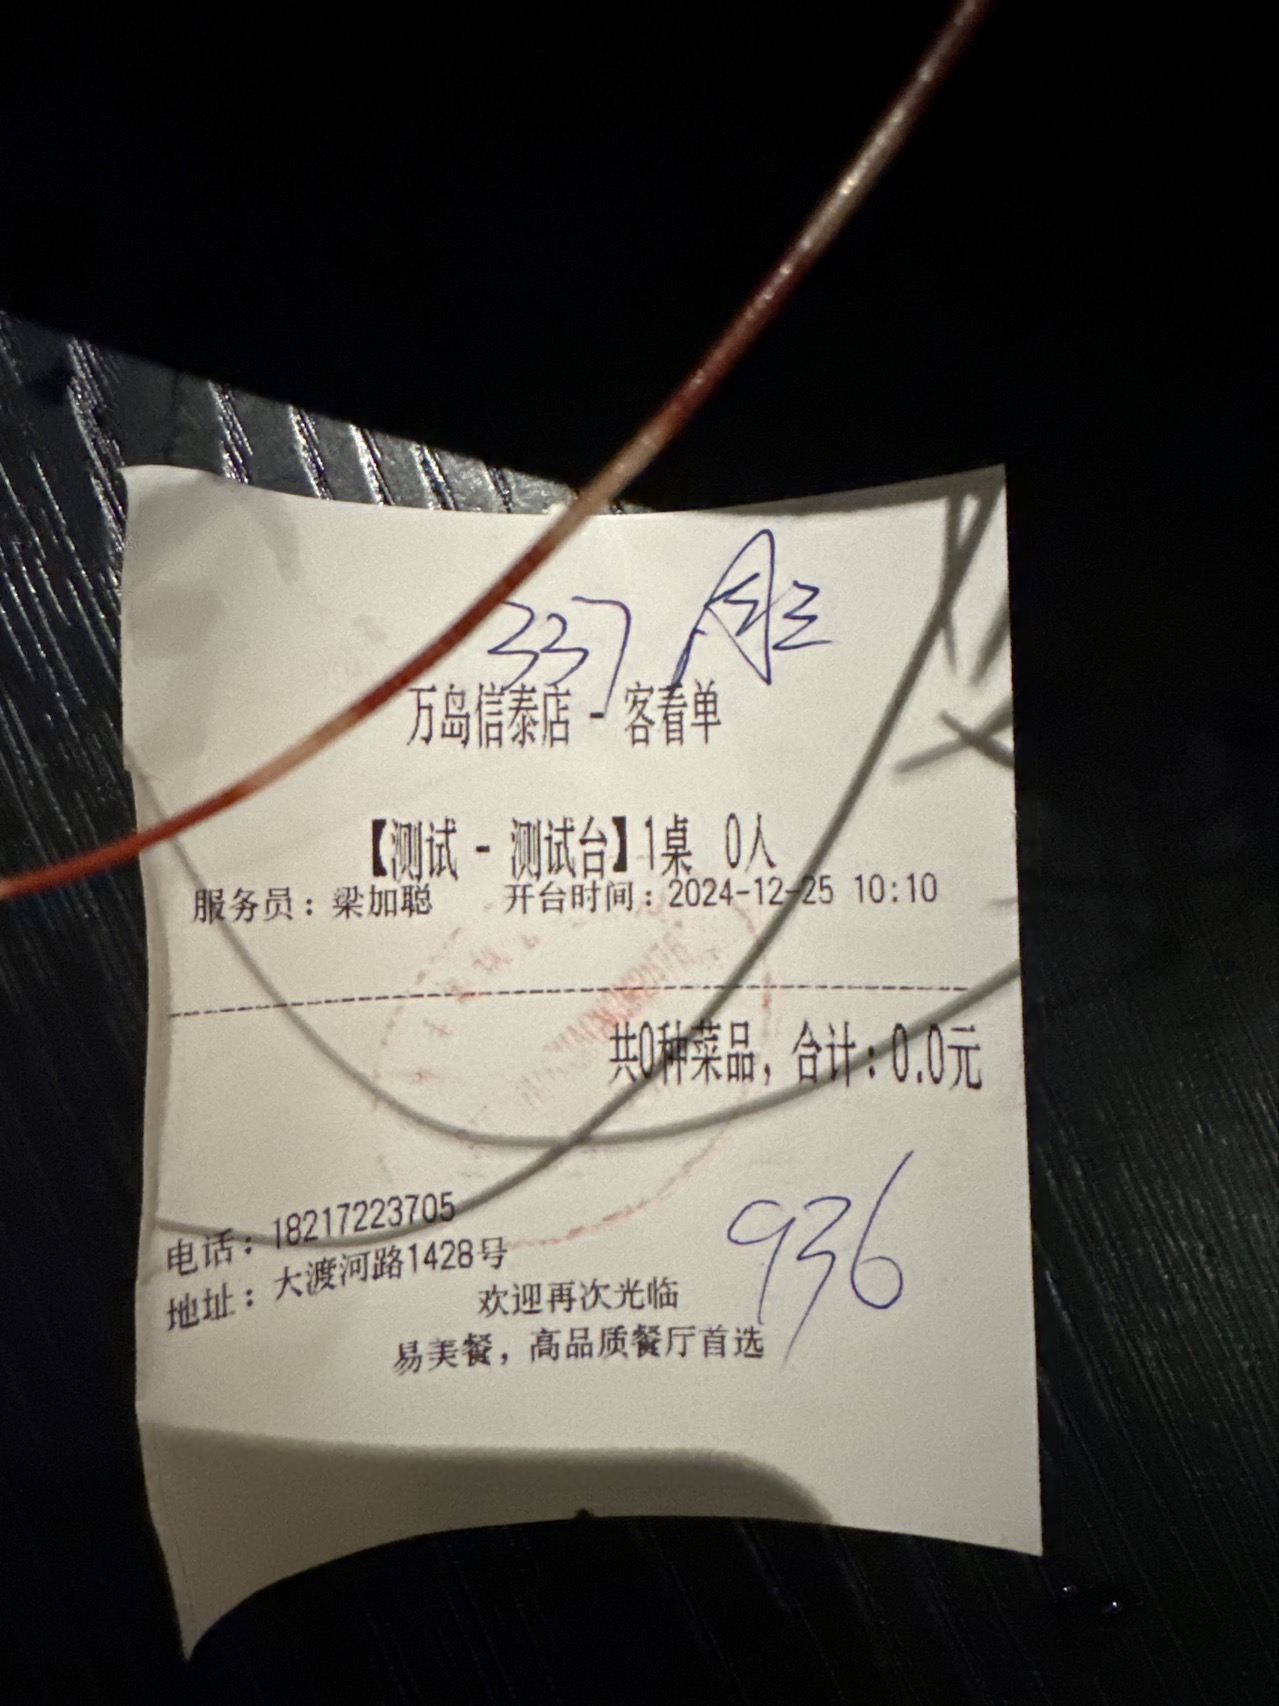 337
万岛信泰店 - 客看单
【测试 - 测试台】1桌 0人
服务员：梁加聪 开台时间：2024-12-25 10:10
共0种菜品，合计：0.0元
936
电话：18217223705
地址：大渡河路1428号
欢迎再次光临
易美餐，高品质餐厅首选